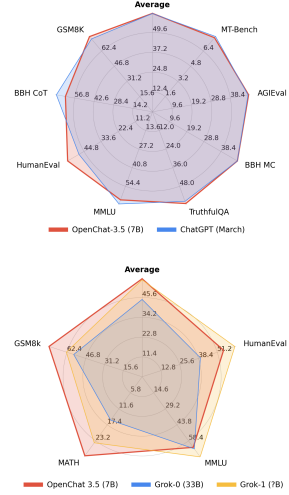 Average
GSM8K
MT-Bench
49.6
62.4
6.4
37.2
46.8
4.8
24.8
31.2
3.2
12.4
15.6
1.6
BBH CoT
56.8
42.6
28.4
14.2
9.6
19.2
28.8
38.4
AGIEval
11.2
9.6
22.4
13.6
12.0
19.2
33.6
27.2
24.0
28.8
44.8
40.8
36.0
38.4
HumanEval
BBH MC
54.4
48.0
MMLU
TruthfulQA
OpenChat-3.5 (7B)
ChatGPT (March)
Average
45.6
34.2
22.8
11.4
GSM8k
62.4
46.8
31.2
15.6
12.8
25.6
38.4
51.2
HumanEval
5.8
14.6
11.6
29.2
17.4
43.8
23.2
58.4
MATH
MMLU
OpenChat 3.5 (7B)
Grok-0 (33B)
Grok-1 (?B)